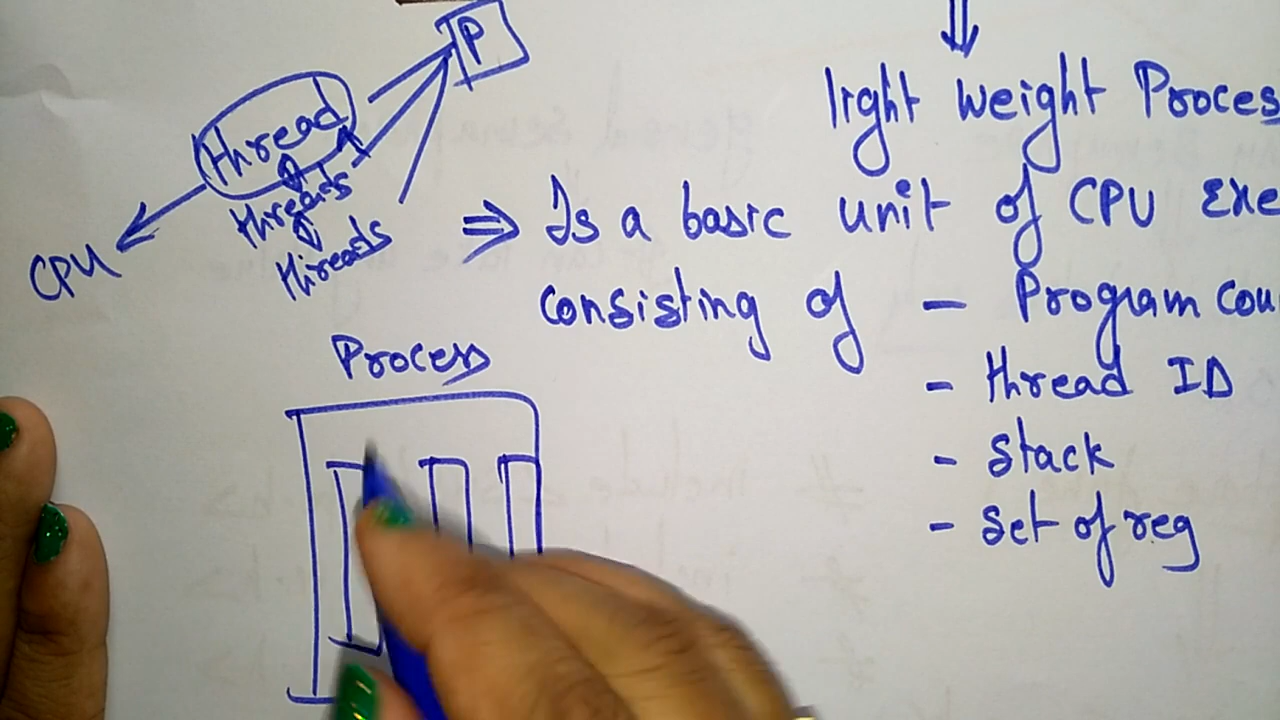 P
thread
threads
threads
CPU
light weight Proces
⇒ Is a basic unit of CPU Exe
consisting of - Program Cou
- thread ID
- stack
- set of reg
Process